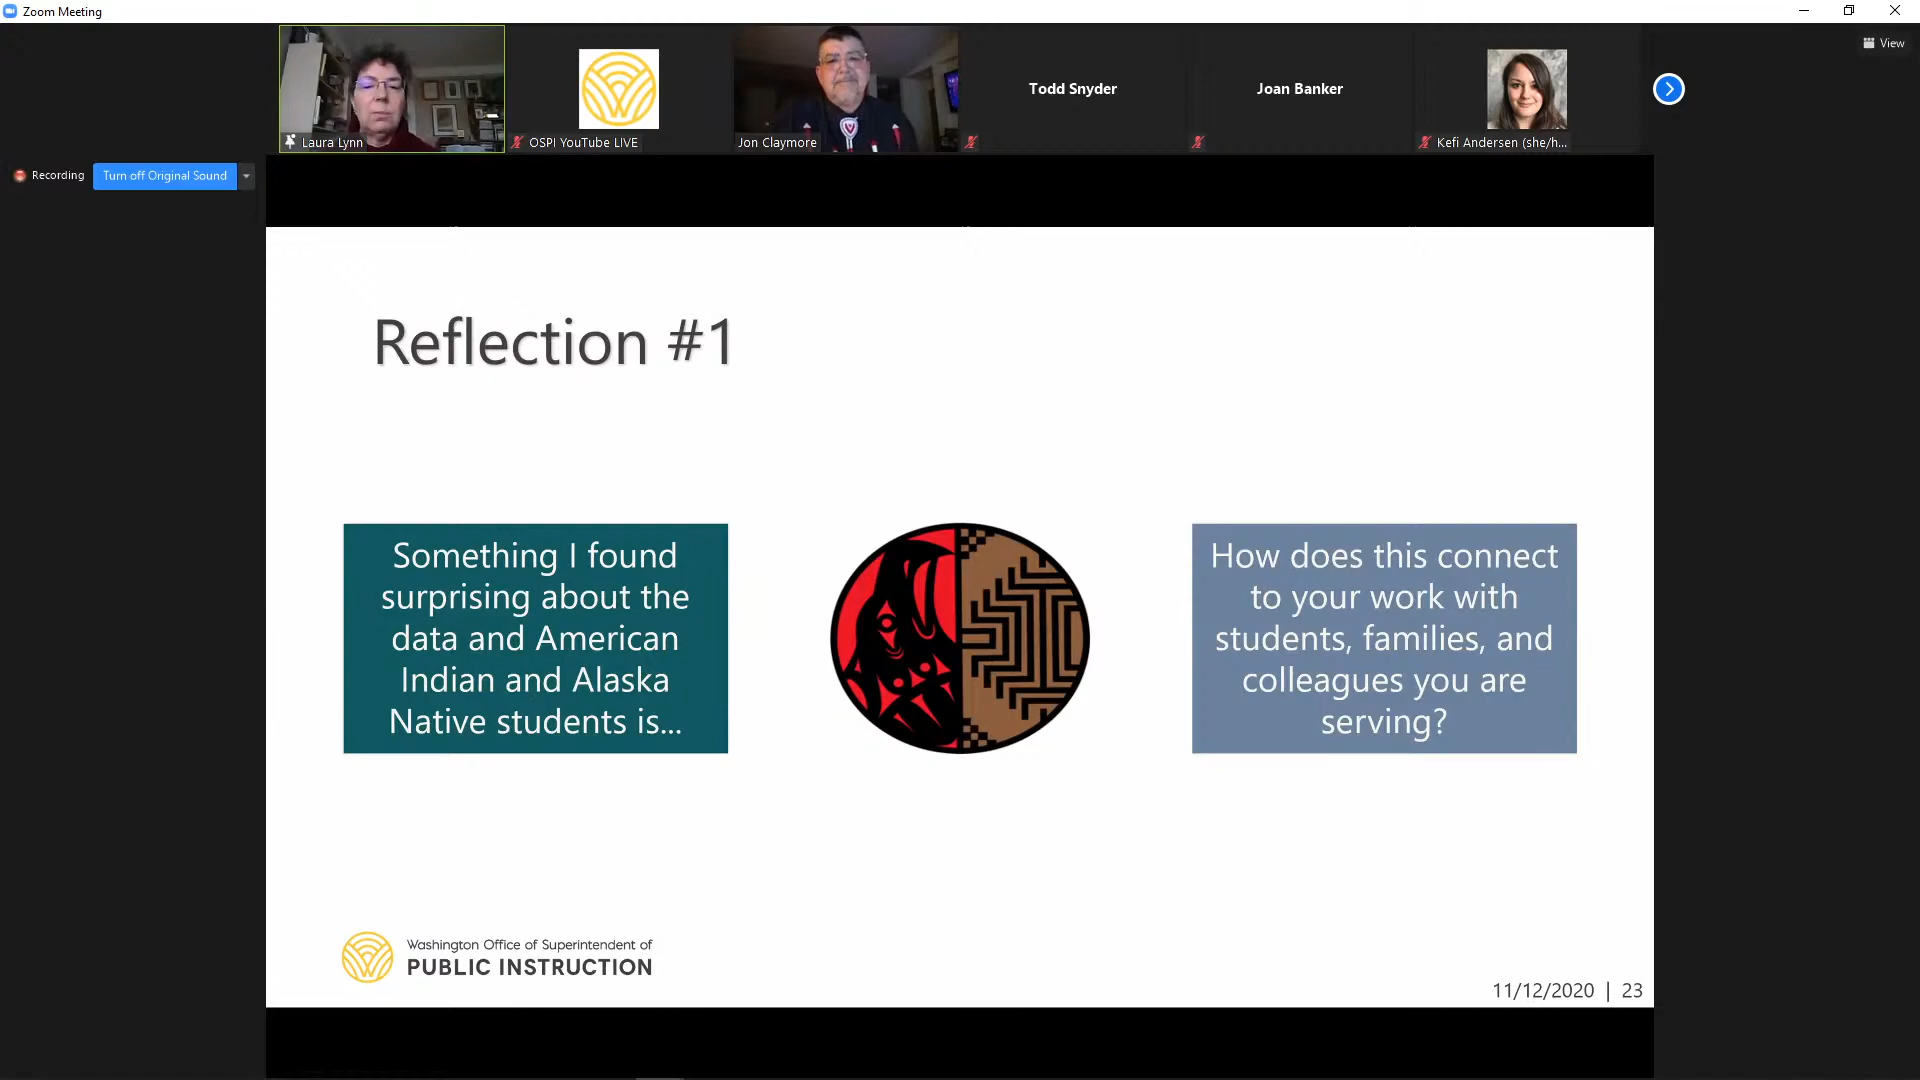 Zoom Meeting
View
Laura Lynn
OSPI YouTube LIVE
Jon Claymore
Todd Snyder
Joan Banker
Kefi Andersen (she/h...
Recording
Turn off Original Sound
Reflection #1
Something I found
surprising about the
data and American
Indian and Alaska
Native students is...
How does this connect
to your work with
students, families, and
colleagues you are
serving?
Washington Office of Superintendent of
PUBLIC INSTRUCTION
11/12/2020 | 23